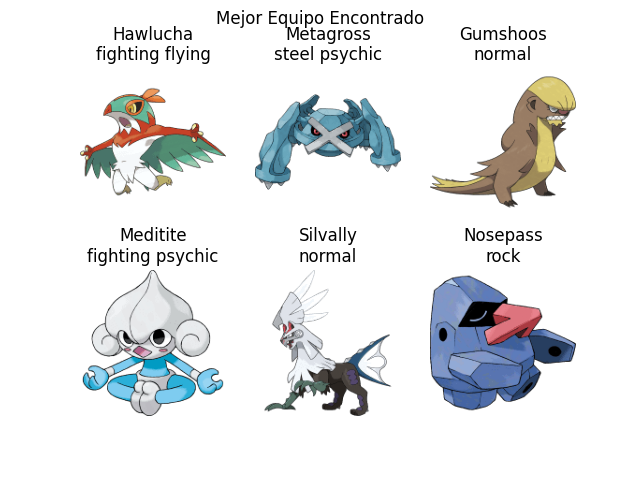 Mejor Equipo Encontrado
Hawlucha
fighting flying
Metagross
steel psychic
Gumshoos
normal
Meditite
fighting psychic
Silvally
normal
Nosepass
rock